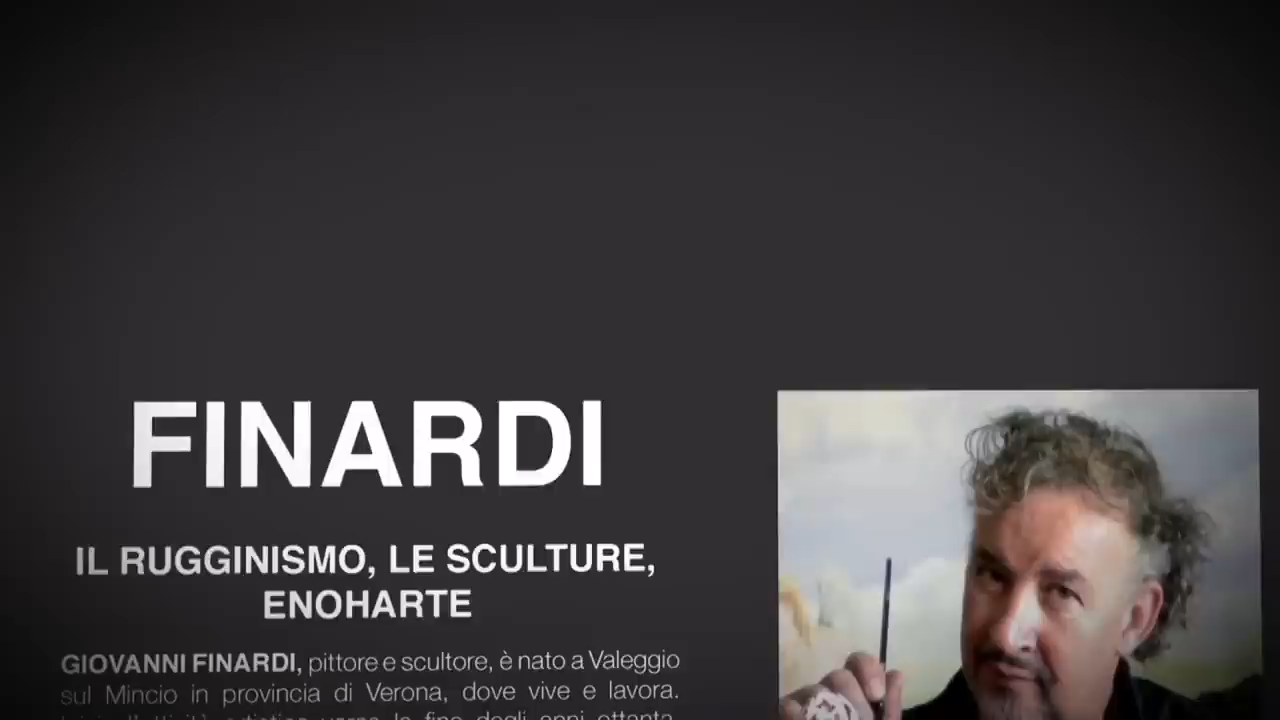 FINARDI
IL RUGGINISMO, LE SCULTURE,
ENOHARTE
GIOVANNI FINARDI, pittore e scultore, è nato a Valeggio
sul Mincio in provincia di Verona, dove vive e lavora.